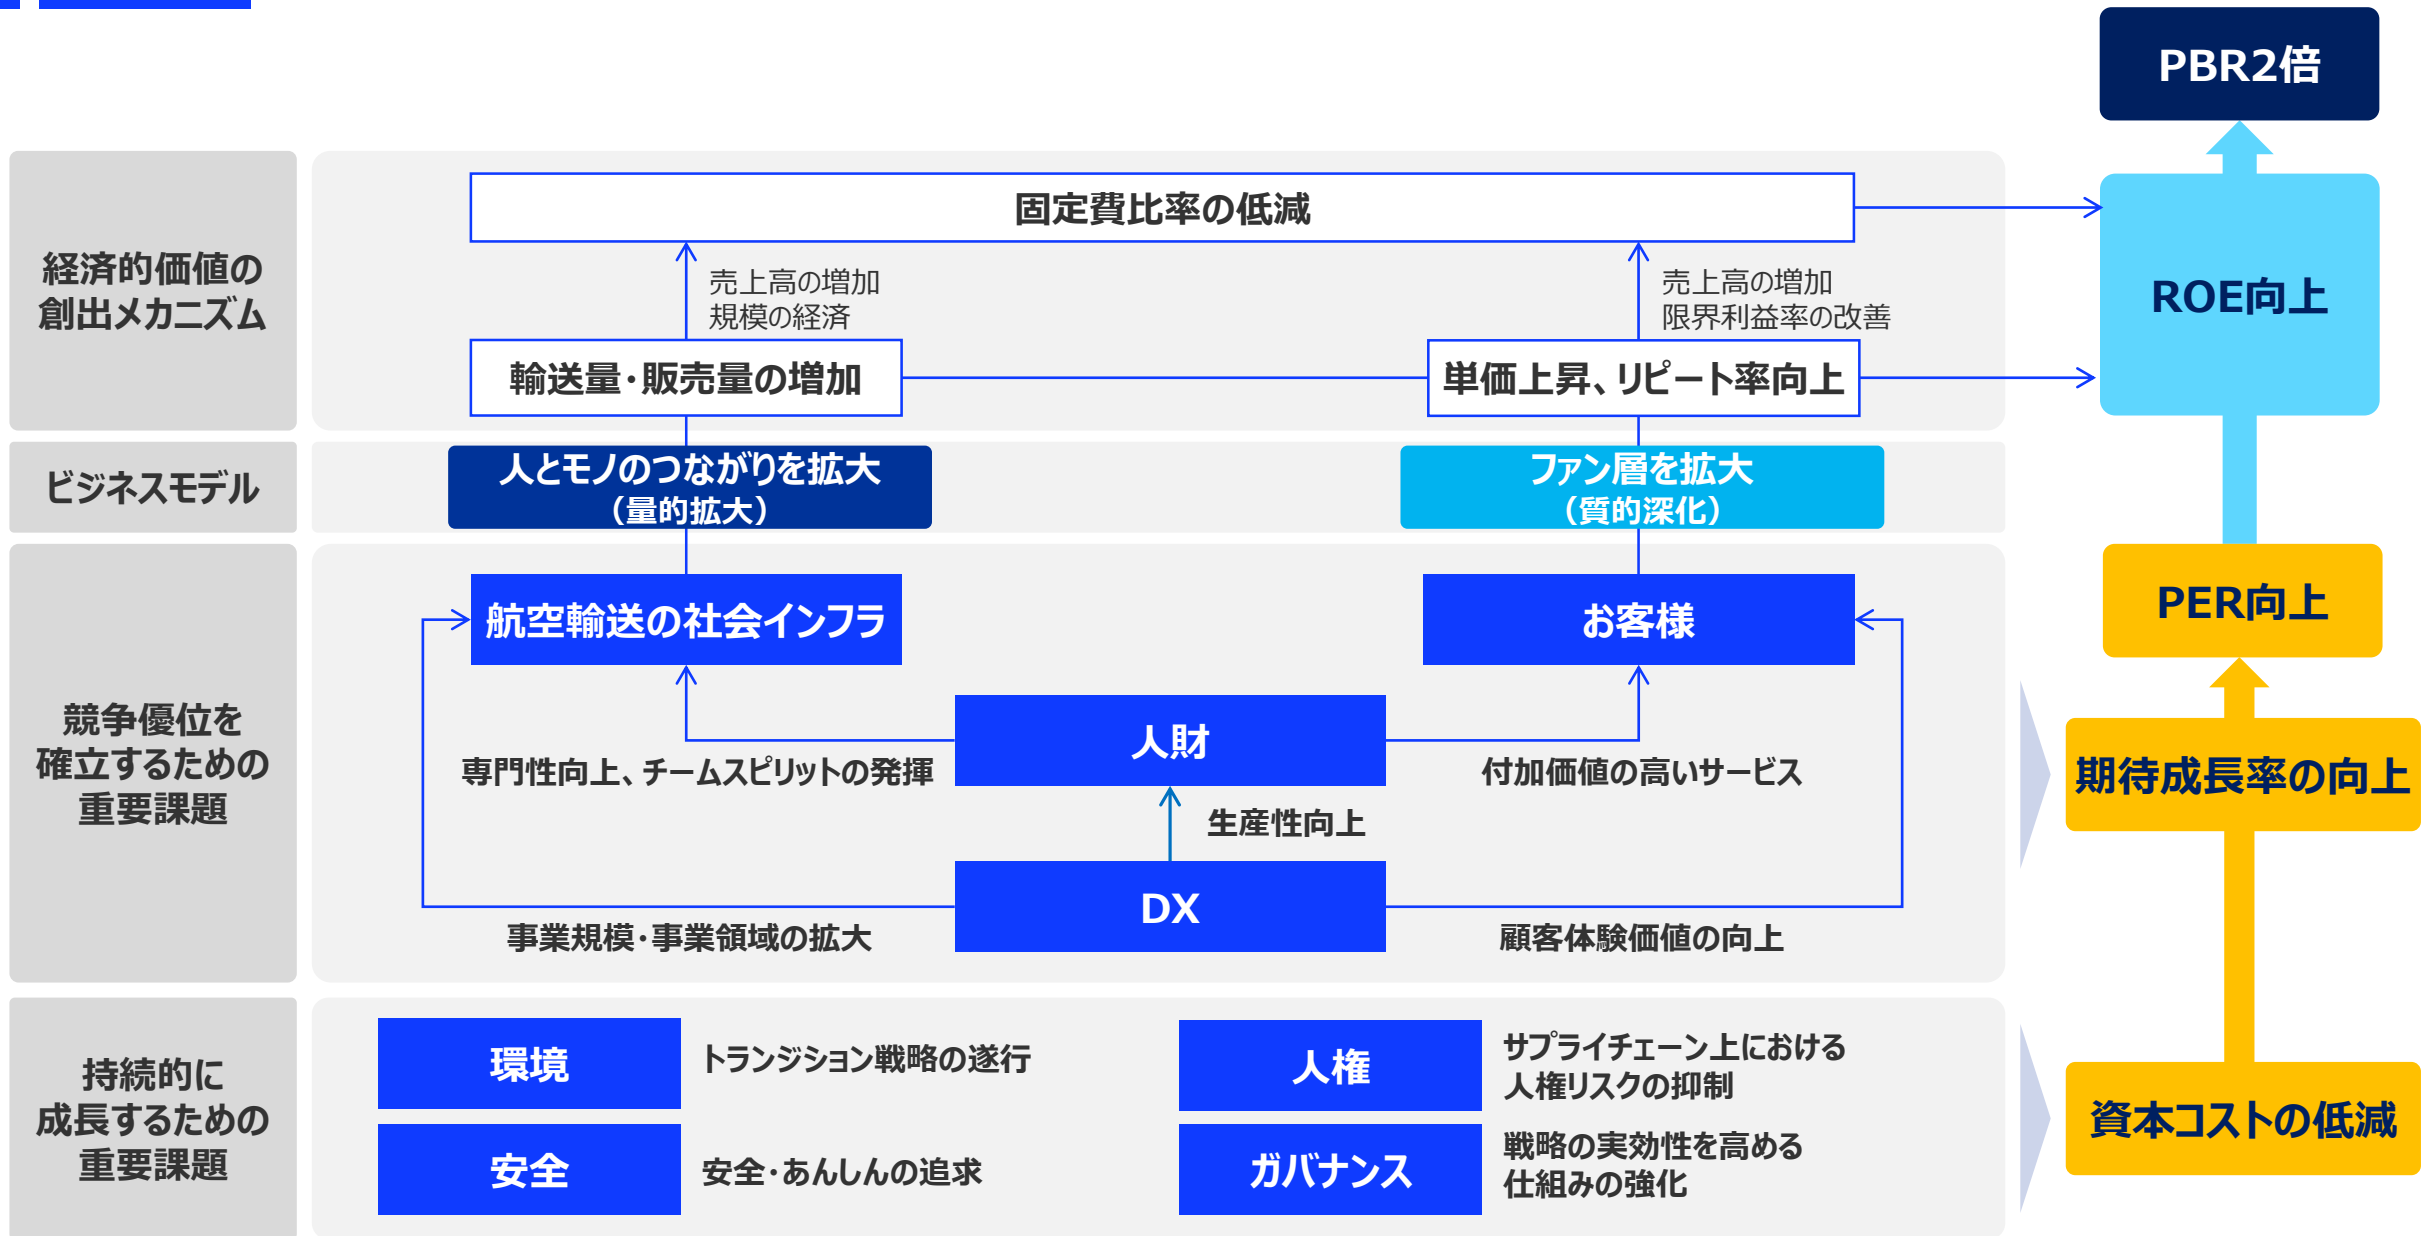 PBR2倍
経済的価値の
創出メカニズム
固定費比率の低減
売上高の増加
規模の経済
売上高の増加
限界利益率の改善
輸送量・販売量の増加
単価上昇、リピート率向上
ROE向上
ビジネスモデル
人とモノのつながりを拡大
（量的拡大）
ファン層を拡大
（質的深化）
競争優位を
確立するための
重要課題
航空輸送の社会インフラ
お客様
人財
専門性向上、チームスピリットの発揮
付加価値の高いサービス
生産性向上
DX
事業規模・事業領域の拡大
顧客体験価値の向上
PER向上
期待成長率の向上
持続的に
成長するための
重要課題
環境
トランジション戦略の遂行
人権
サプライチェーン上における
人権リスクの抑制
安全
安全・あんしんの追求
ガバナンス
戦略の実効性を高める
仕組みの強化
資本コストの低減